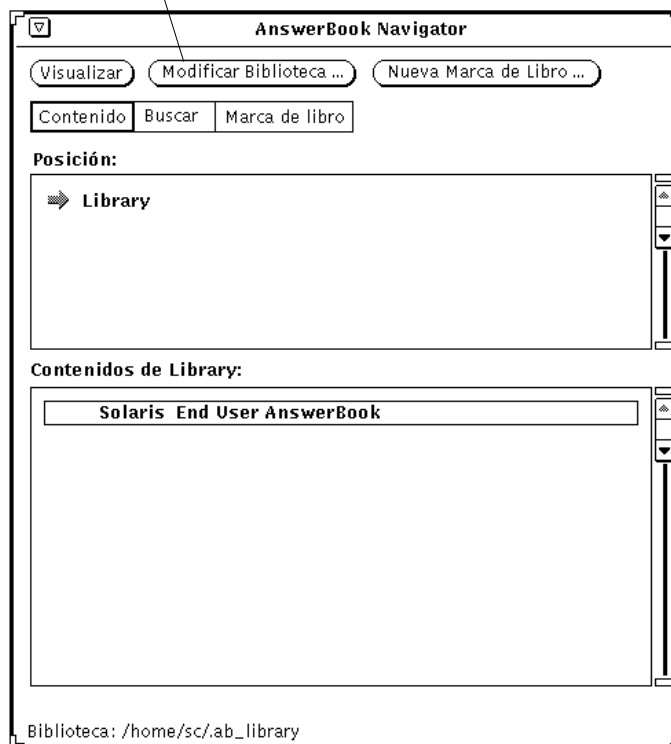 AnswerBook Navigator
Visualizar Modificar Biblioteca ... Nueva Marca de Libro ...
Contenido Buscar Marca de libro
Posición:
Library
Contenidos de Library:
Solaris End User AnswerBook
Biblioteca: /home/sc/.ab_library